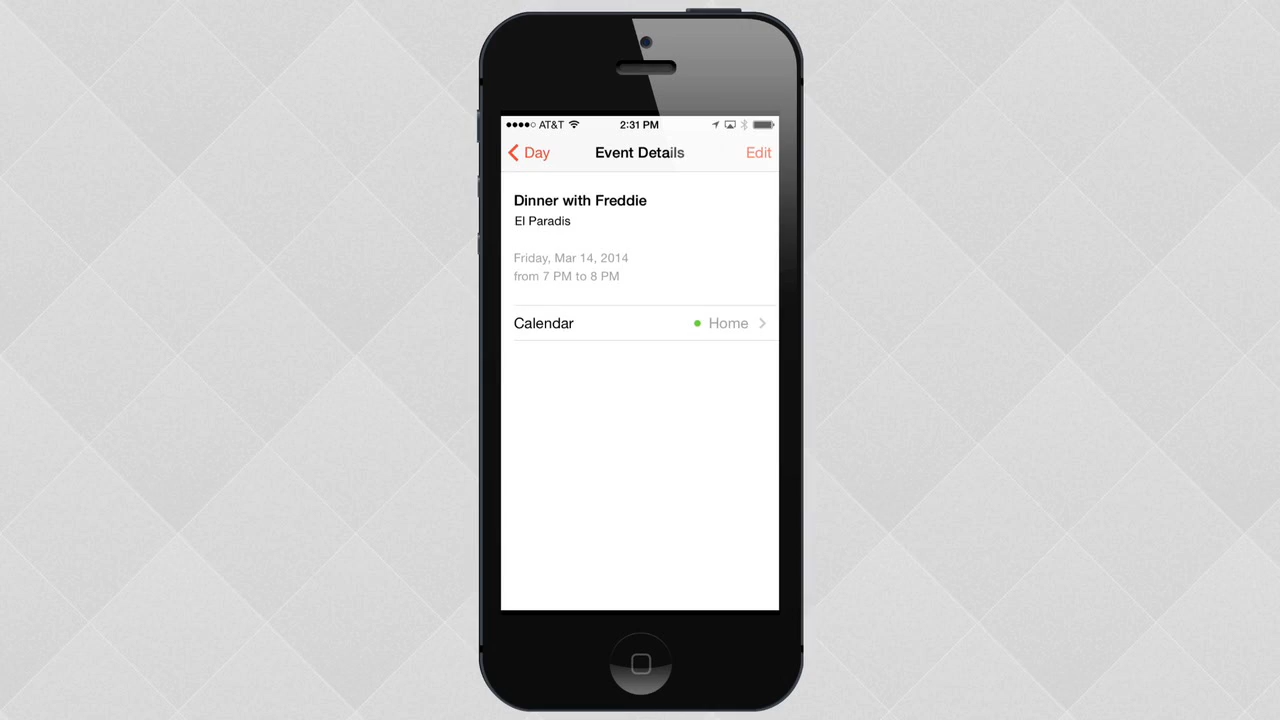 AT&T 2:31 PM
Day Event Details Edit
Dinner with Freddie
El Paradis
Friday, Mar 14, 2014
from 7 PM to 8 PM
Calendar Home